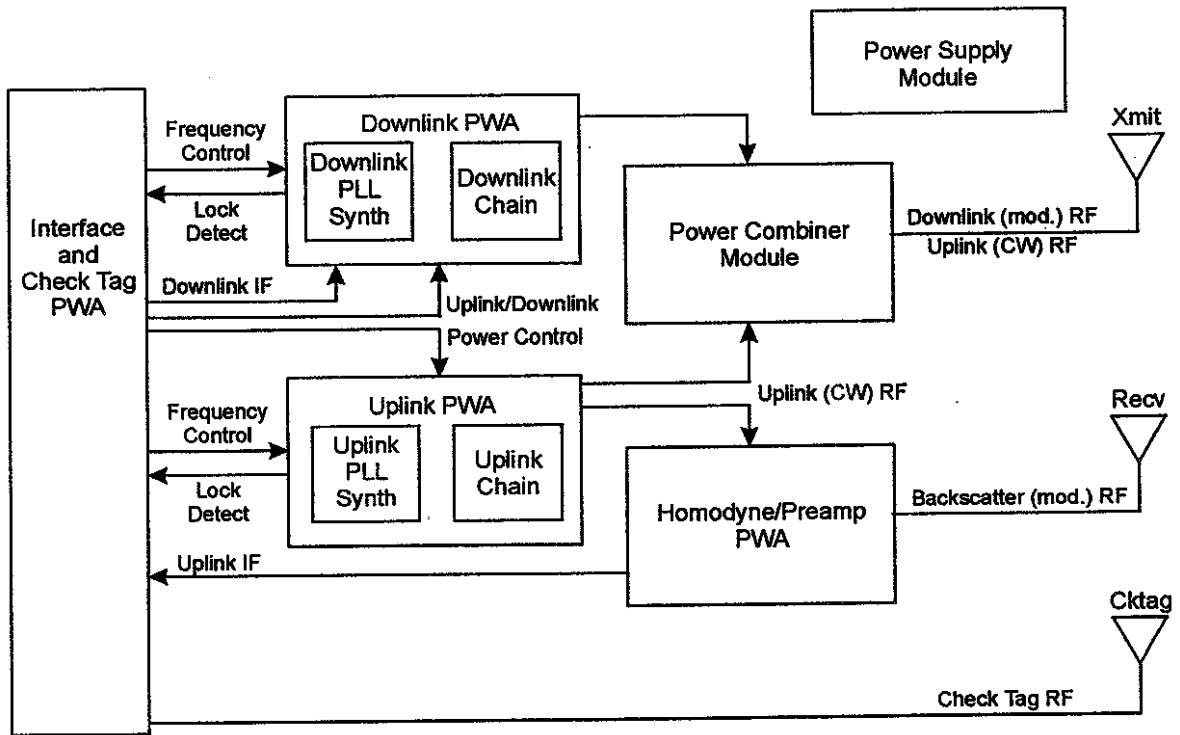 Power Supply
Module
Xmit
Downlink PWA
Frequency
Control
Downlink
PLL
Synth
Downlink
Chain
Lock
Detect
Interface
and
Check Tag
PWA
Power Combiner
Module
Downlink (mod.) RF
Uplink (CW) RF
Downlink IF
Uplink/Downlink
Power Control
Uplink PWA
Uplink (CW) RF
Recv
Frequency
Control
Uplink
PLL
Synth
Uplink
Chain
Lock
Detect
Homodyne/Preamp
PWA
Backscatter (mod.) RF
Uplink IF
Cktag
Check Tag RF